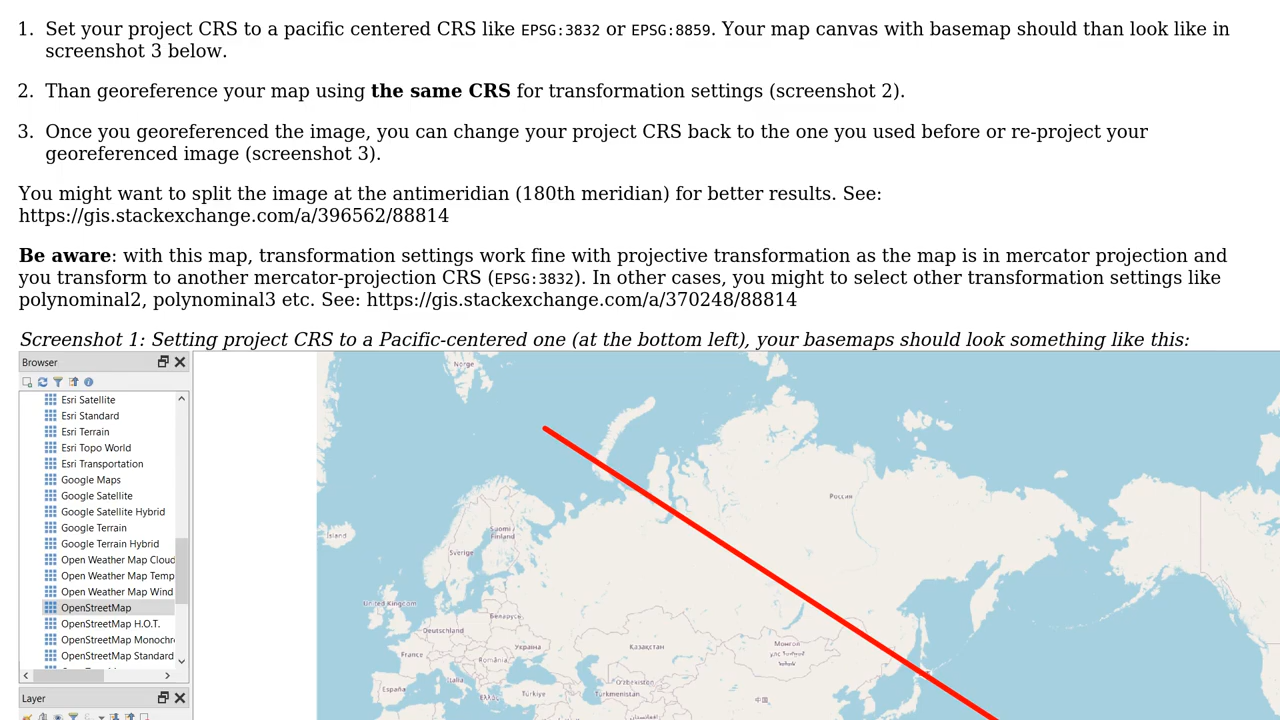 1. Set your project CRS to a pacific centered CRS like EPSG:3832 or EPSG:8859. Your map canvas with basemap should than look like in
screenshot 3 below.
2. Than georeference your map using the same CRS for transformation settings (screenshot 2).
3. Once you georeferenced the image, you can change your project CRS back to the one you used before or re-project your
georeferenced image (screenshot 3).
You might want to split the image at the antimeridian (180th meridian) for better results. See:
https://gis.stackexchange.com/a/396562/88814
Be aware: with this map, transformation settings work fine with projective transformation as the map is in mercator projection and
you transform to another mercator-projection CRS (EPSG:3832). In other cases, you might to select other transformation settings like
polynominal2, polynominal3 etc. See: https://gis.stackexchange.com/a/370248/88814
Screenshot 1: Setting project CRS to a Pacific-centered one (at the bottom left), your basemaps should look something like this:
Browser
Esri Satellite
Esri Standard
Esri Terrain
Esri Topo World
Esri Transportation
Google Maps
Google Satellite
Google Satellite Hybrid
Google Terrain
Google Terrain Hybrid
Open Weather Map Cloud
Open Weather Map Temp
Open Weather Map Wind
OpenStreetMap
OpenStreetMap H.O.T.
OpenStreetMap Monochr
OpenStreetMap Standard
Layer
Norge
Россия
Ísland
Suomi /
Finland
Sverige
United Kingdom
Беларусь
Deutschland
Україна
Қазақстан
Монгол
France
România
Italia
O'zbekiston
España
Ελλάς
Türkiye
Türkmenistan
中国